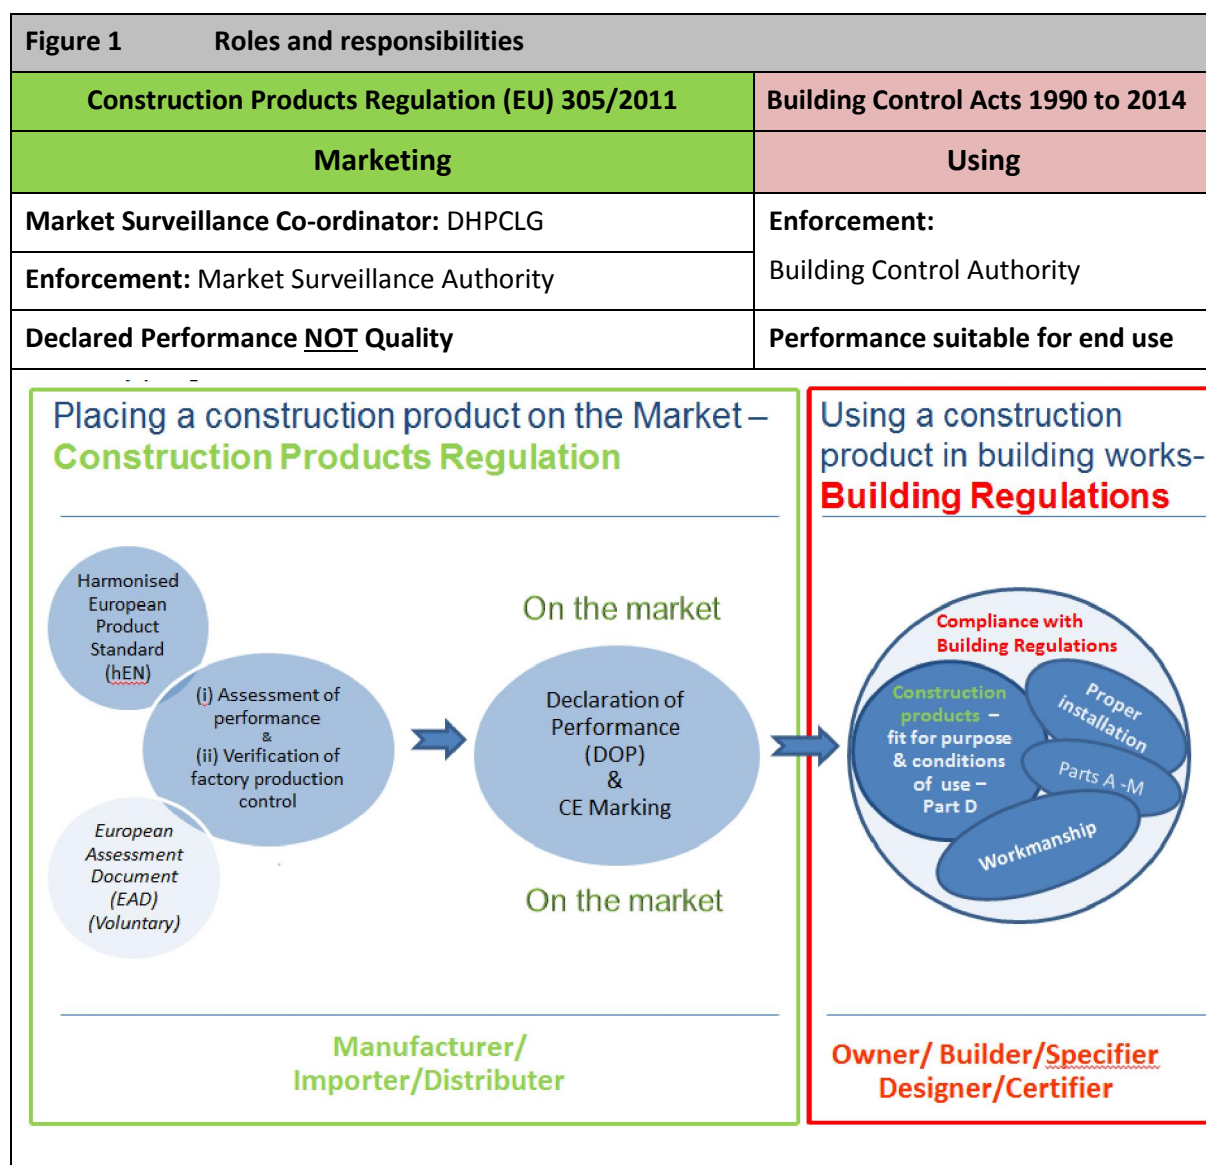 Figure 1 Roles and responsibilities
Construction Products Regulation (EU) 305/2011
Building Control Acts 1990 to 2014
Marketing
Using
Market Surveillance Co-ordinator: DHPCLG
Enforcement: Market Surveillance Authority
Enforcement:
Building Control Authority
Declared Performance NOT Quality
Performance suitable for end use
Placing a construction product on the Market –
Construction Products Regulation
Harmonised
European
Product
Standard
(hEN)
(i) Assessment of
performance
&
(ii) Verification of
factory production
control
European
Assessment
Document
(EAD)
(Voluntary)
On the market
Declaration of
Performance
(DOP)
&
CE Marking
On the market
Manufacturer/
Importer/Distributer
Using a construction
product in building works-
Building Regulations
Compliance with
Building Regulations
Construction
products –
fit for purpose
& conditions
of use –
Part D
Proper
installation
Parts A -M
Workmanship
Owner/ Builder/Specifier
Designer/Certifier